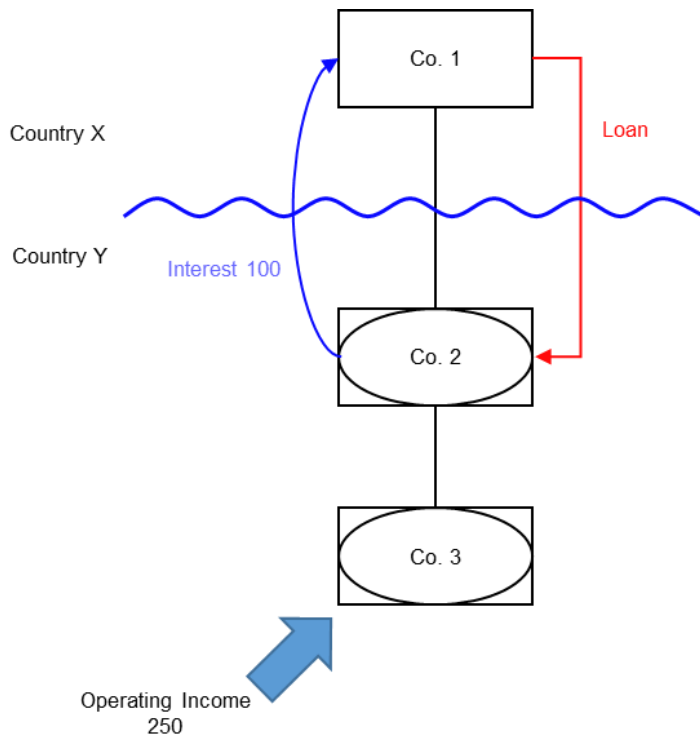 Co. 1
Country X
Loan
Country Y
Interest 100
Co. 2
Co. 3
Operating Income
250